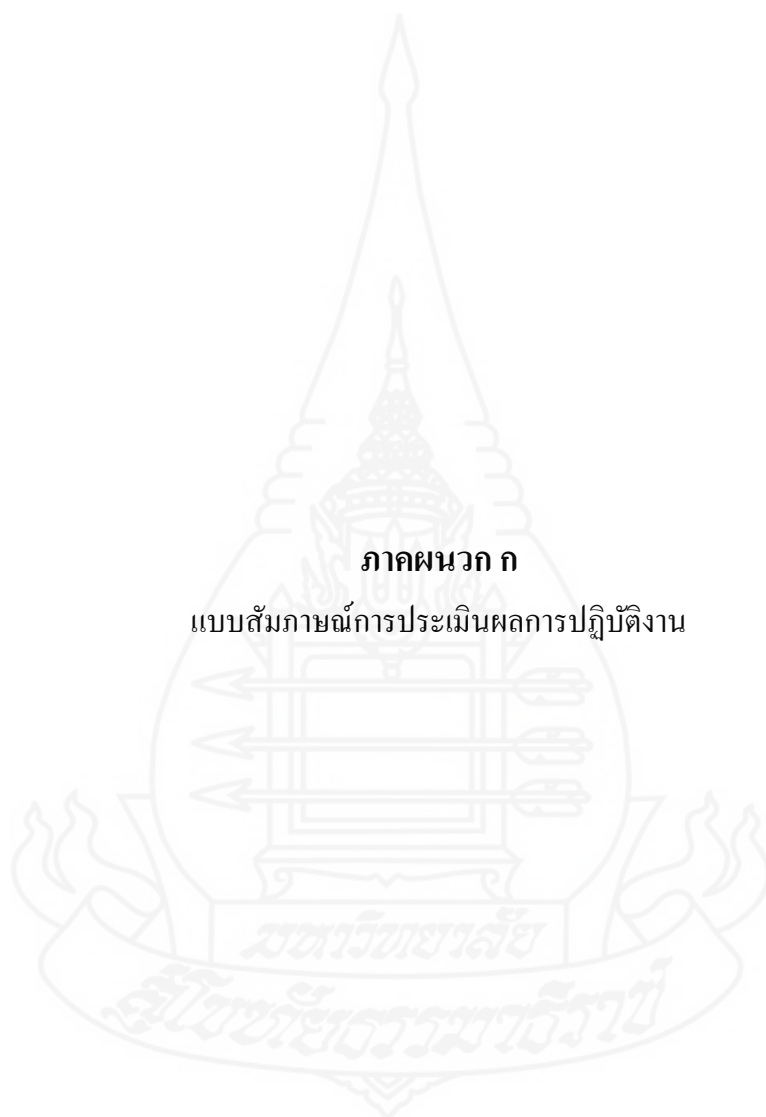 ภาคผนวก ก
แบบสัมภาษณ์การประเมินผลการปฏิบัติงาน
มหาวิทยาลัย
สุโขทัยธรรมาธิราช